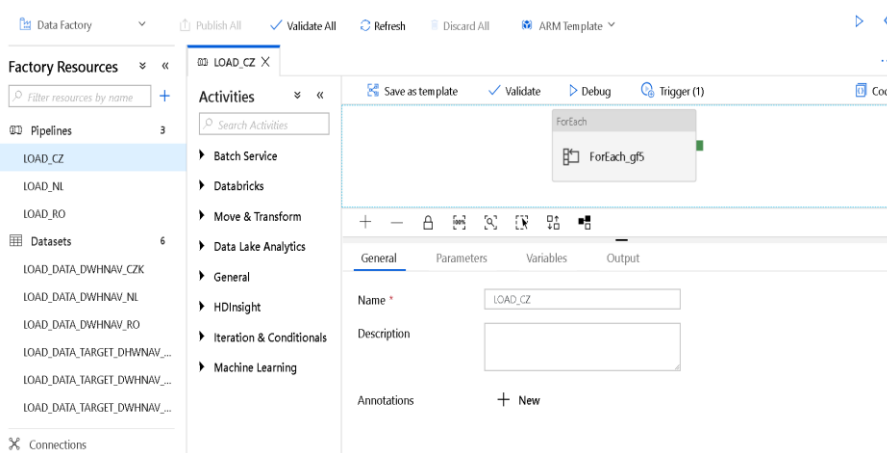 Data Factory
Publish All
Validate All
Refresh
Discard All
ARM Template
Factory Resources
Filter resources by name
Pipelines 3
LOAD_CZ
LOAD_NL
LOAD_RO
Datasets 6
LOAD_DATA_DWHNAV_CZK
LOAD_DATA_DWHNAV_NL
LOAD_DATA_DWHNAV_RO
LOAD_DATA_TARGET_DHWNAV_...
LOAD_DATA_TARGET_DWHNAV_...
LOAD_DATA_TARGET_DWHNAV_...
Connections
LOAD_CZ
Activities
Search Activities
Batch Service
Databricks
Move & Transform
Data Lake Analytics
General
HDInsight
Iteration & Conditionals
Machine Learning
Save as template
Validate
Debug
Trigger (1)
Coc
ForEach
ForEach_gf5
100%
General
Parameters
Variables
Output
Name *
LOAD_CZ
Description
Annotations
New